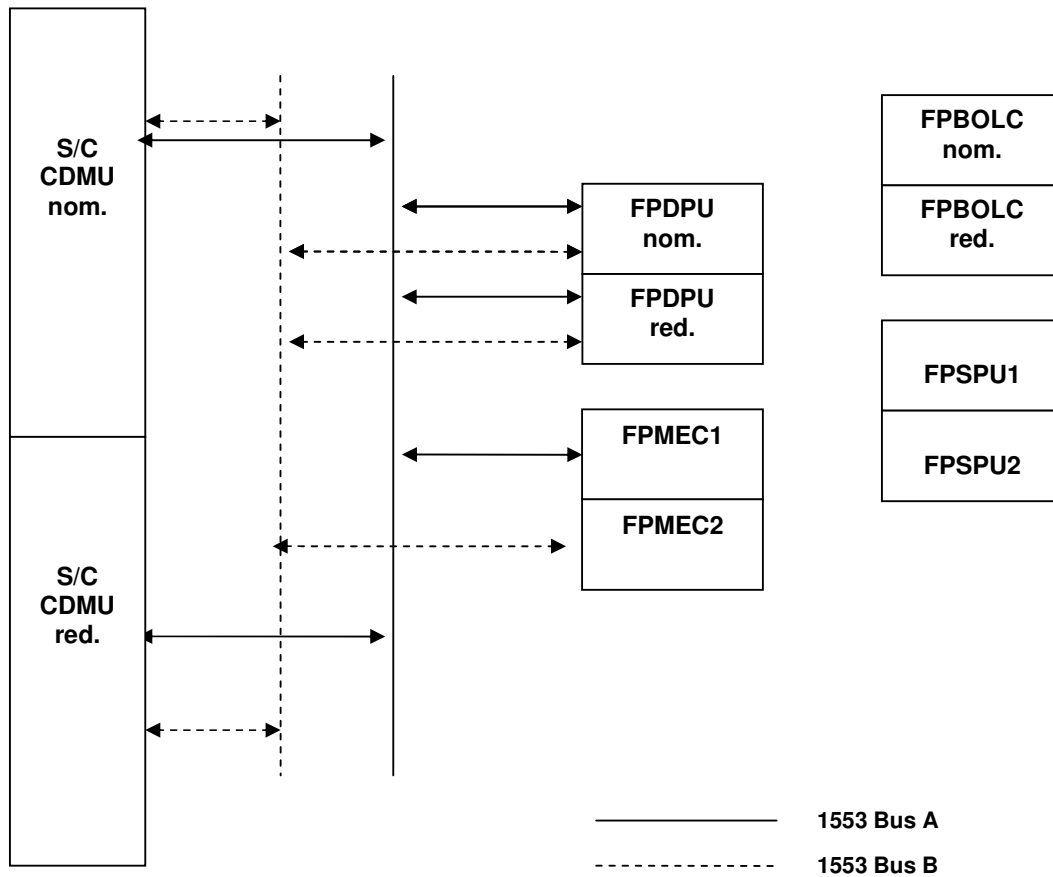 S/C
CDMU
nom.
S/C
CDMU
red.
FPDPU
nom.
FPDPU
red.
FPMEC1
FPMEC2
FPBOLC
nom.
FPBOLC
red.
FPSPU1
FPSPU2
1553 Bus A
1553 Bus B